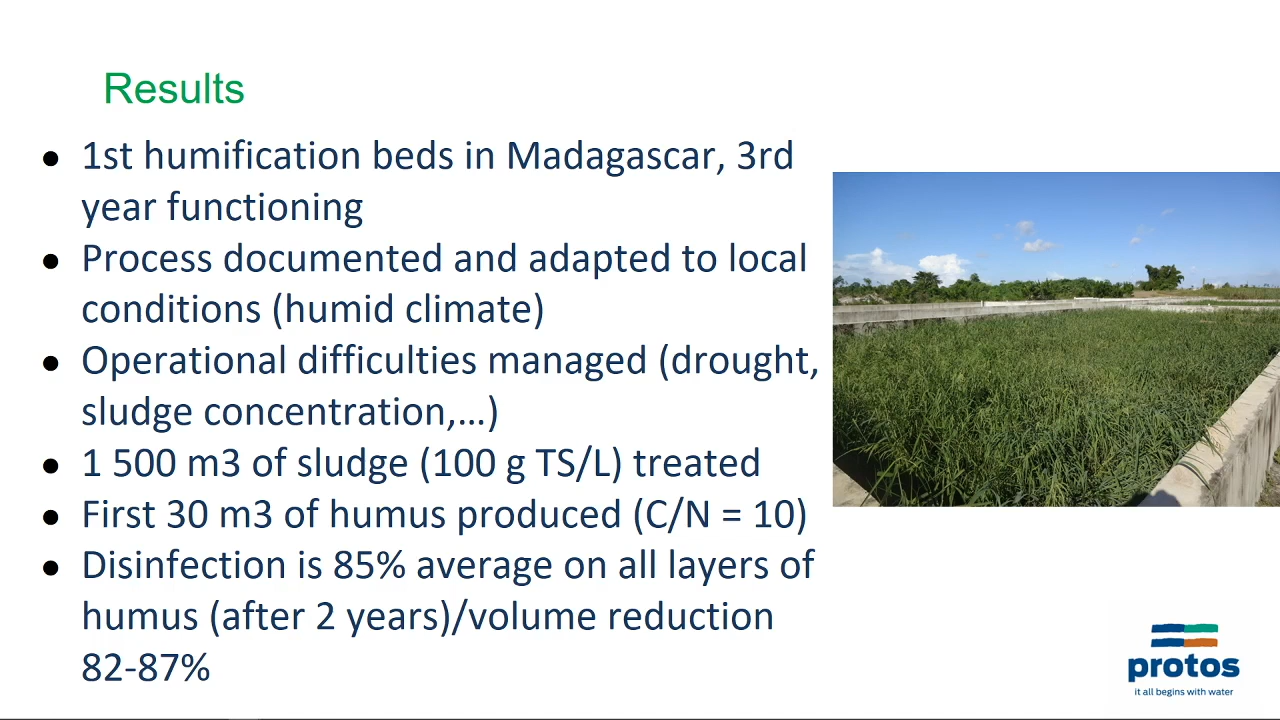 Results
1st humification beds in Madagascar, 3rd
year functioning
Process documented and adapted to local
conditions (humid climate)
Operational difficulties managed (drought,
sludge concentration,...)
1 500 m3 of sludge (100 g TS/L) treated
First 30 m3 of humus produced (C/N = 10)
Disinfection is 85% average on all layers of
humus (after 2 years)/volume reduction
82-87%
protos
it all begins with water